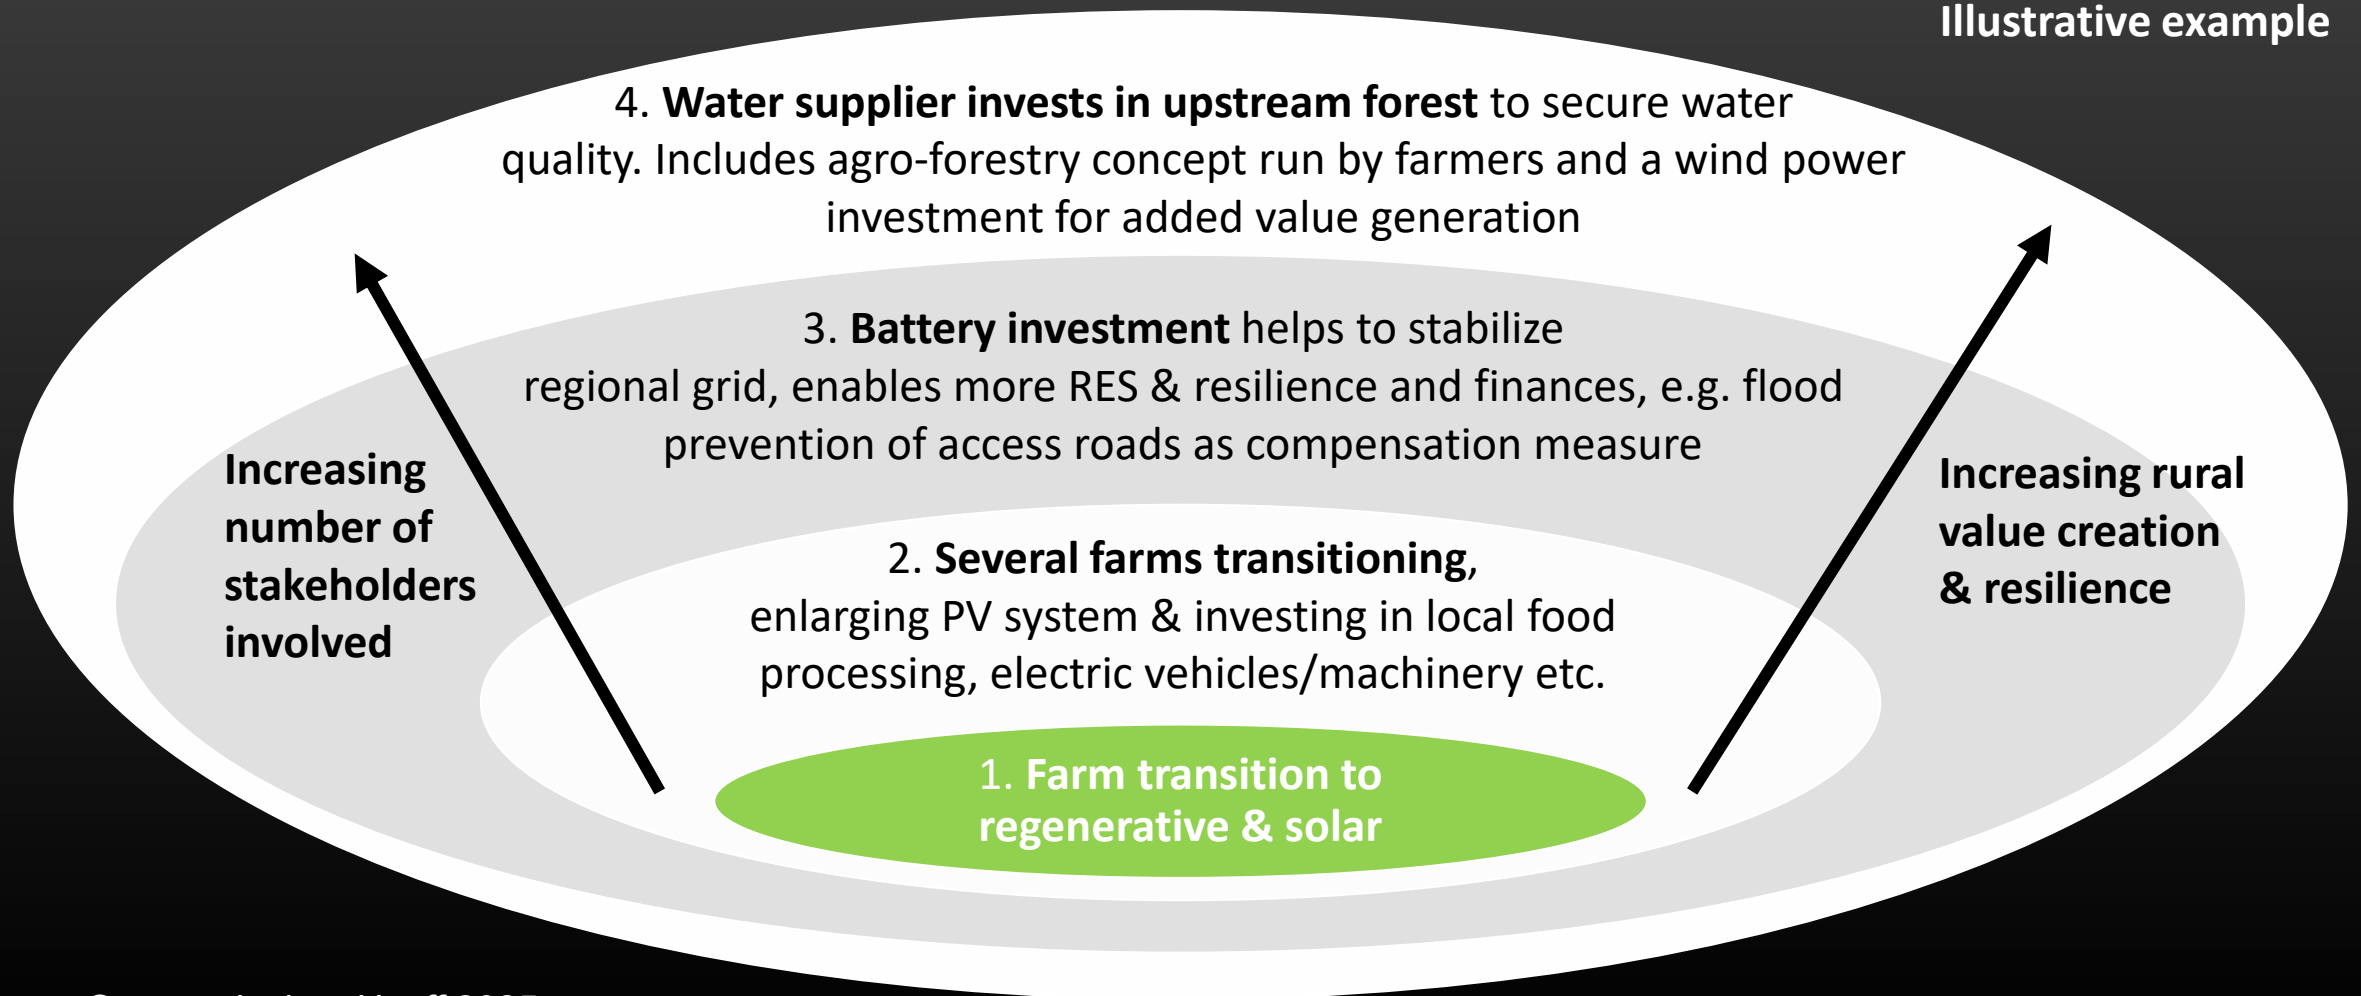 Illustrative example
4. Water supplier invests in upstream forest to secure water
quality. Includes agro-forestry concept run by farmers and a wind power
investment for added value generation
3. Battery investment helps to stabilize
regional grid, enables more RES & resilience and finances, e.g. flood
prevention of access roads as compensation measure
Increasing
number of
stakeholders
involved
Increasing rural
value creation
& resilience
2. Several farms transitioning,
enlarging PV system & investing in local food
processing, electric vehicles/machinery etc.
1. Farm transition to
regenerative & solar